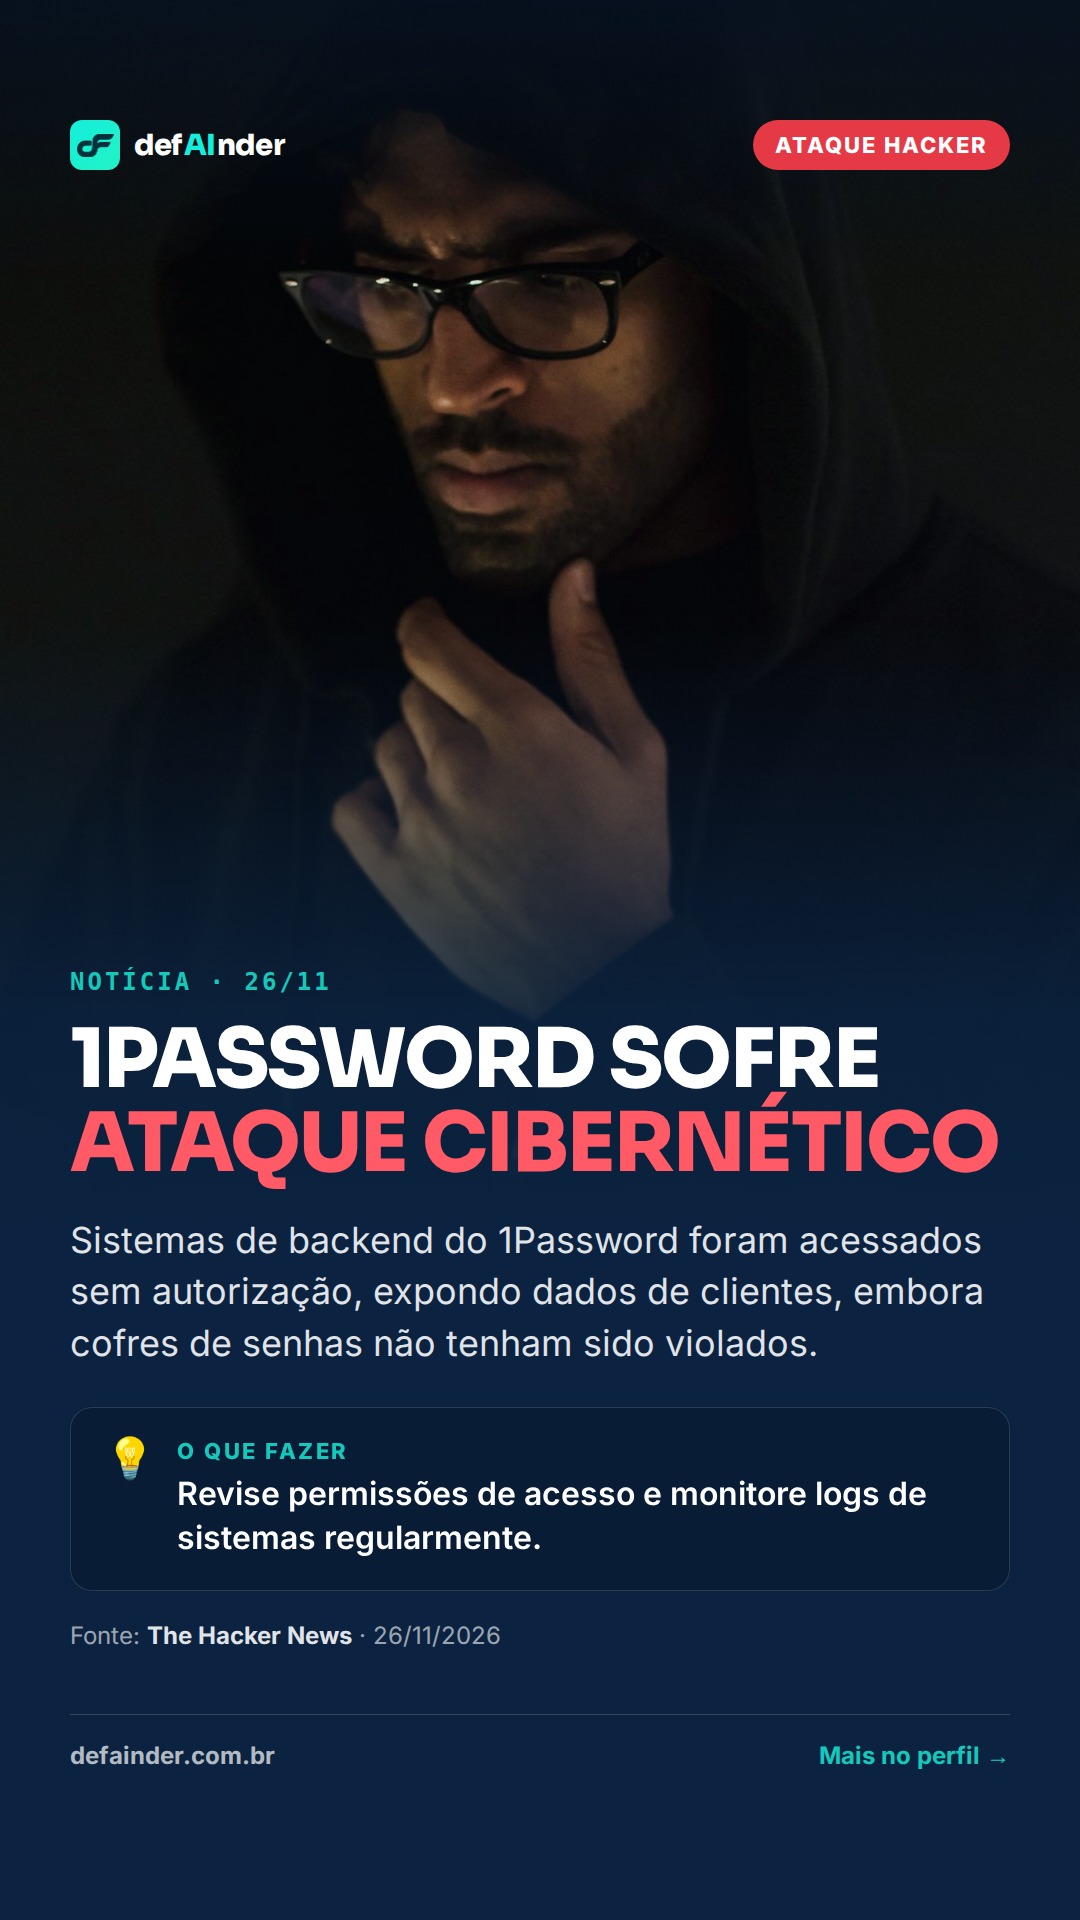 defAInder
ATAQUE HACKER
NOTÍCIA · 26/11
1PASSWORD SOFRE
ATAQUE CIBERNÉTICO
Sistemas de backend do 1Password foram acessados
sem autorização, expondo dados de clientes, embora
cofres de senhas não tenham sido violados.
O QUE FAZER
Revise permissões de acesso e monitore logs de
sistemas regularmente.
Fonte: The Hacker News · 26/11/2026
defainder.com.br
Mais no perfil →